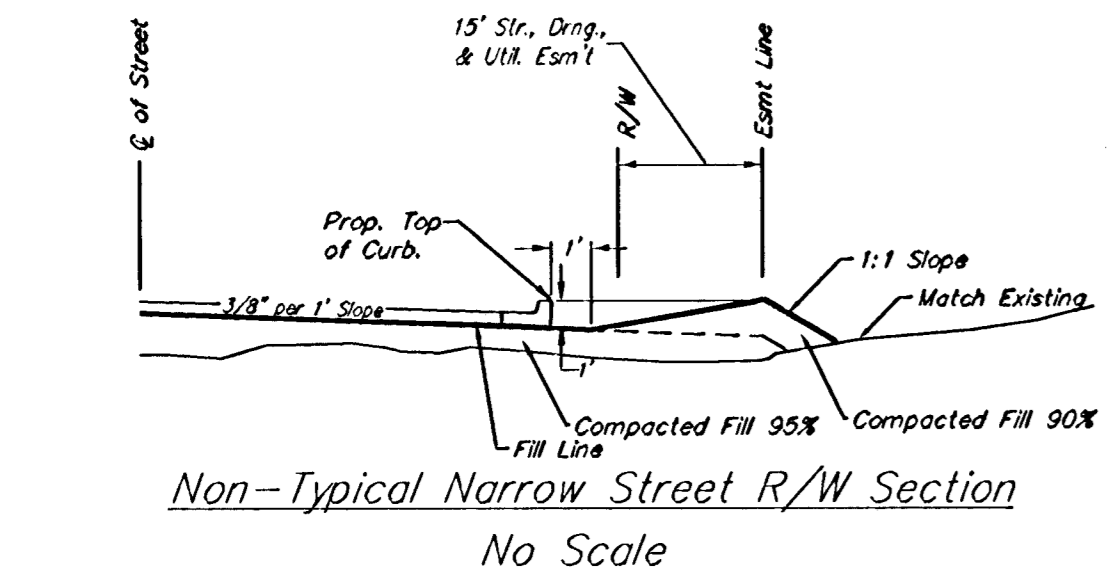 ℄ of Street
15' Str., Drng.,
& Util. Esm't
R/W
Esmt Line
Prop. Top
of Curb.
1'
1:1 Slope
Match Existing
3/8" per 1' Slope
1'
Compacted Fill 95%
Compacted Fill 90%
Fill Line
Non-Typical Narrow Street R/W Section
No Scale